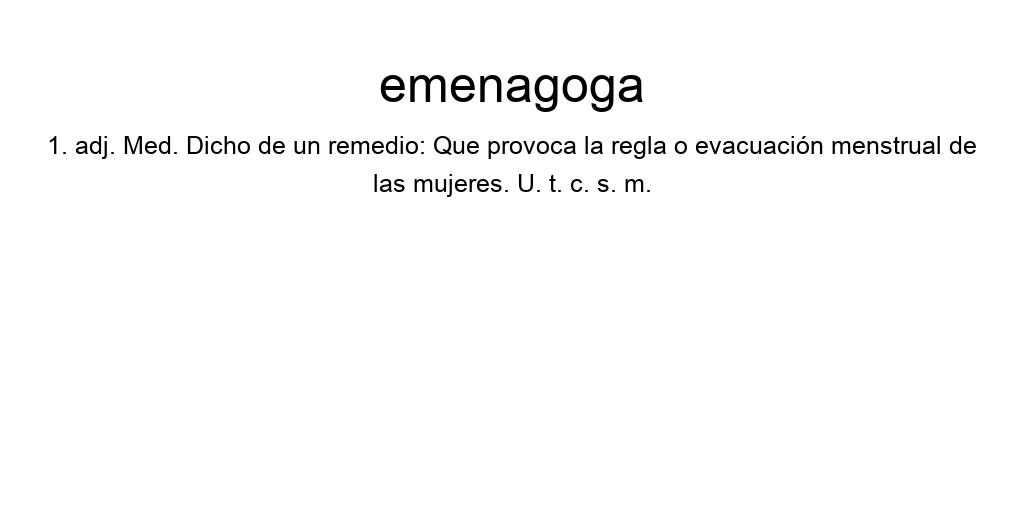 emenagoga
1. adj. Med. Dicho de un remedio: Que provoca la regla o evacuación menstrual de
las mujeres. U. t. c. s. m.